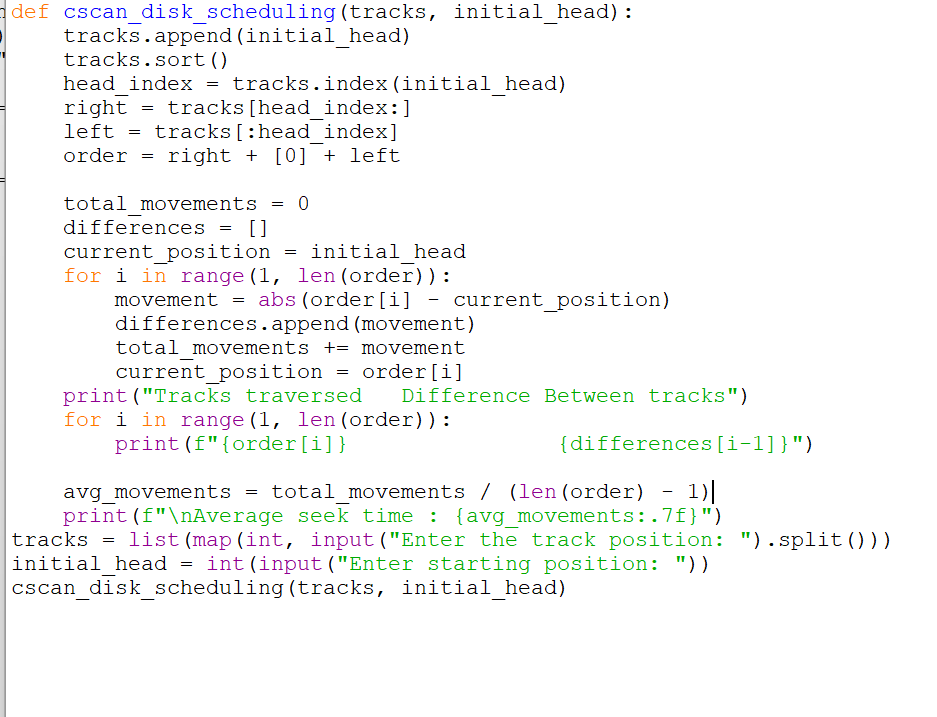 def cscan_disk_scheduling(tracks, initial_head):
    tracks.append(initial_head)
    tracks.sort()
    head_index = tracks.index(initial_head)
    right = tracks[head_index:]
    left = tracks[:head_index]
    order = right + [0] + left

    total_movements = 0
    differences = []
    current_position = initial_head
    for i in range(1, len(order)):
        movement = abs(order[i] - current_position)
        differences.append(movement)
        total_movements += movement
        current_position = order[i]
    print("Tracks traversed   Difference Between tracks")
    for i in range(1, len(order)):
        print(f"{order[i]}                {differences[i-1]}")

    avg_movements = total_movements / (len(order) - 1)
    print(f"\nAverage seek time : {avg_movements:.7f}")
tracks = list(map(int, input("Enter the track position: ").split()))
initial_head = int(input("Enter starting position: "))
cscan_disk_scheduling(tracks, initial_head)